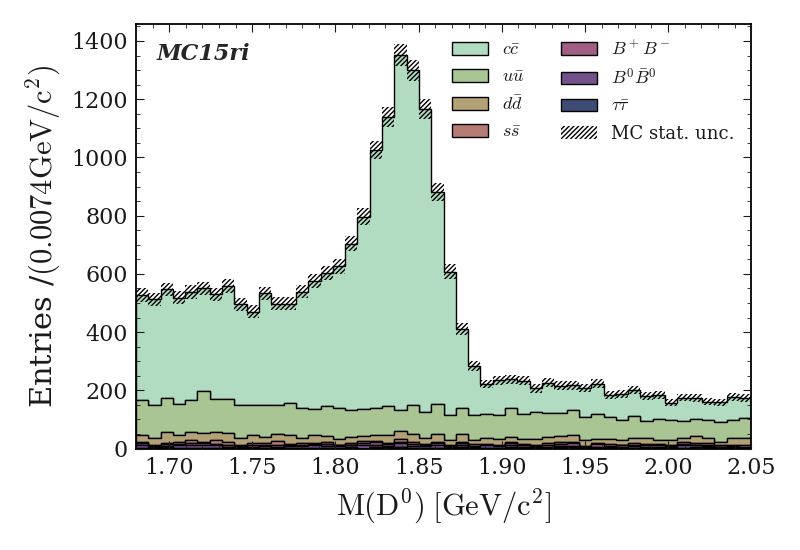 MC15ri
cc̄
uū
dd̄
ss̄
B⁺B⁻
B⁰B̄⁰
ττ̄
MC stat. unc.
Entries /(0.0074GeV/c²)
1400
1200
1000
800
600
400
200
0
1.70 1.75 1.80 1.85 1.90 1.95 2.00 2.05
M(D⁰) [GeV/c²]